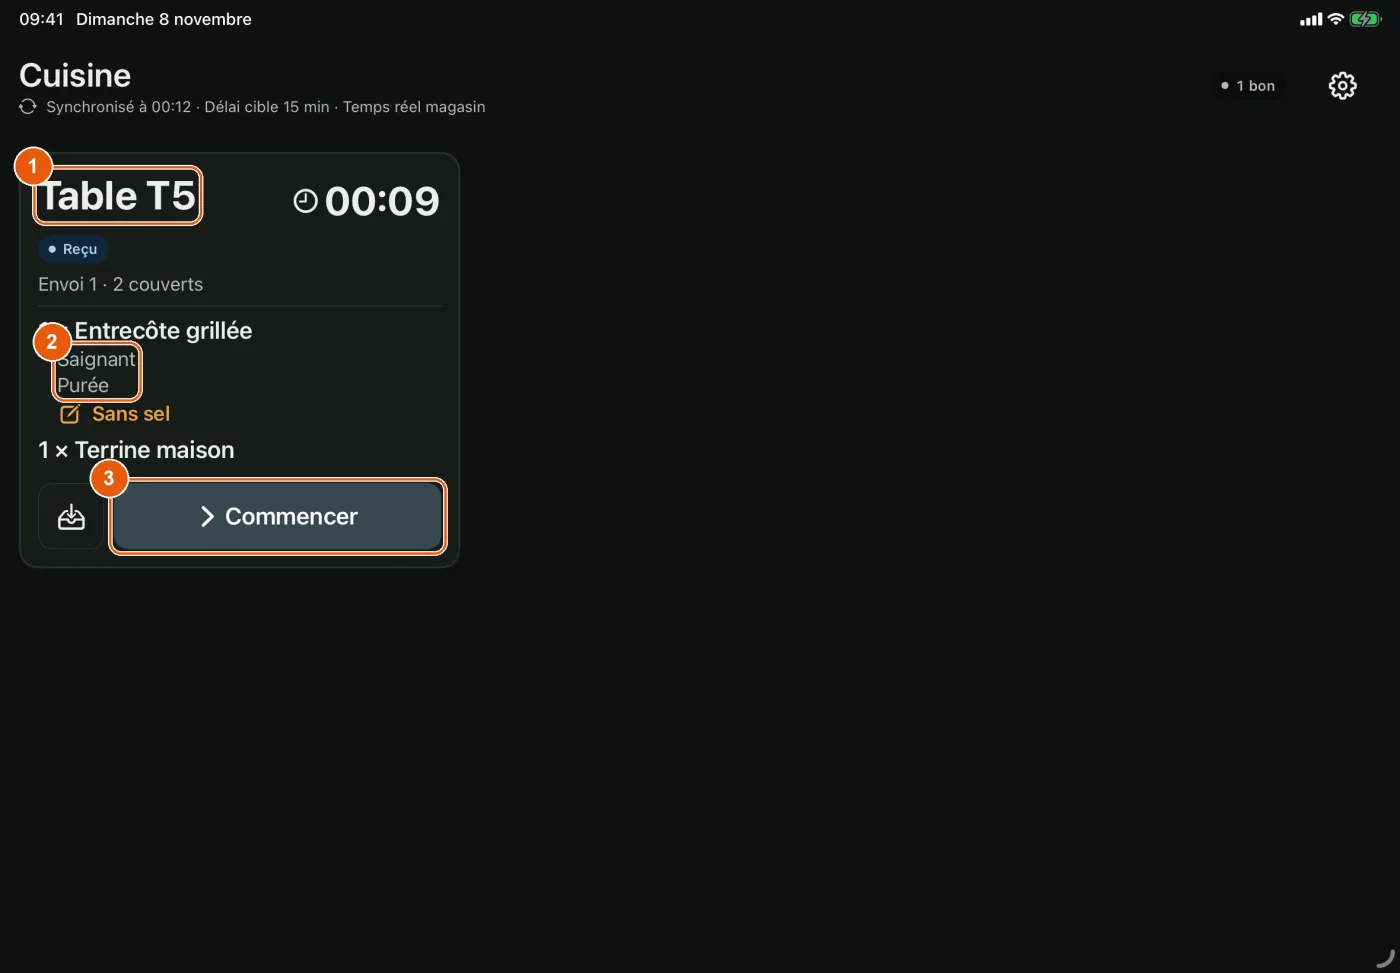 09:41 Dimanche 8 novembre
Cuisine
Synchronisé à 00:12 · Délai cible 15 min · Temps réel magasin
1 bon
1
Table T5
00:09
Reçu
Envoi 1 · 2 couverts
Entrecôte grillée
2
Saignant
Purée
Sans sel
1 × Terrine maison
3
Commencer